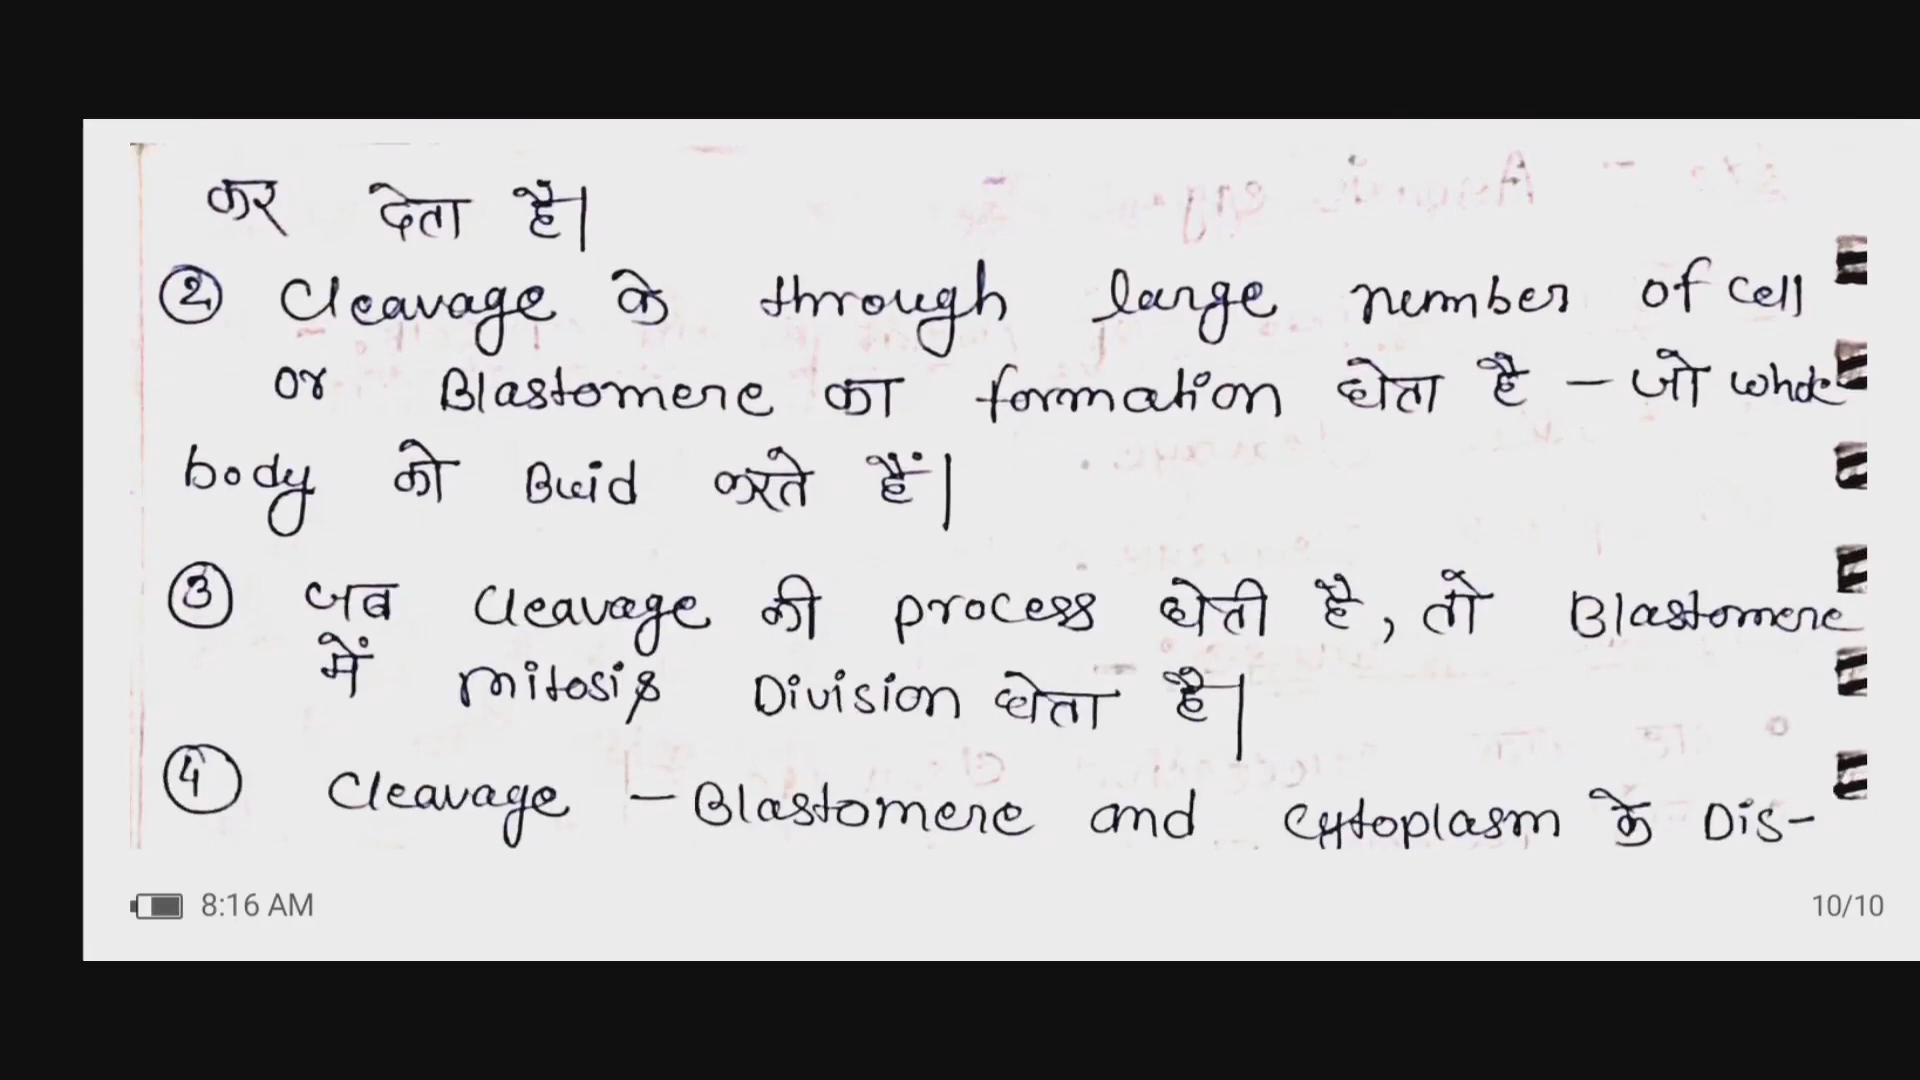 कर देता है।
② Cleavage के through large number of cell
or Blastomere का formation होता है – जो whole
body को Buid करते हैं।
③ जब Cleavage की process होती है, तो Blastomere
में mitosis Division होता है।
④ Cleavage – Blastomere and cytoplasm के Dis-
8:16 AM 10/10